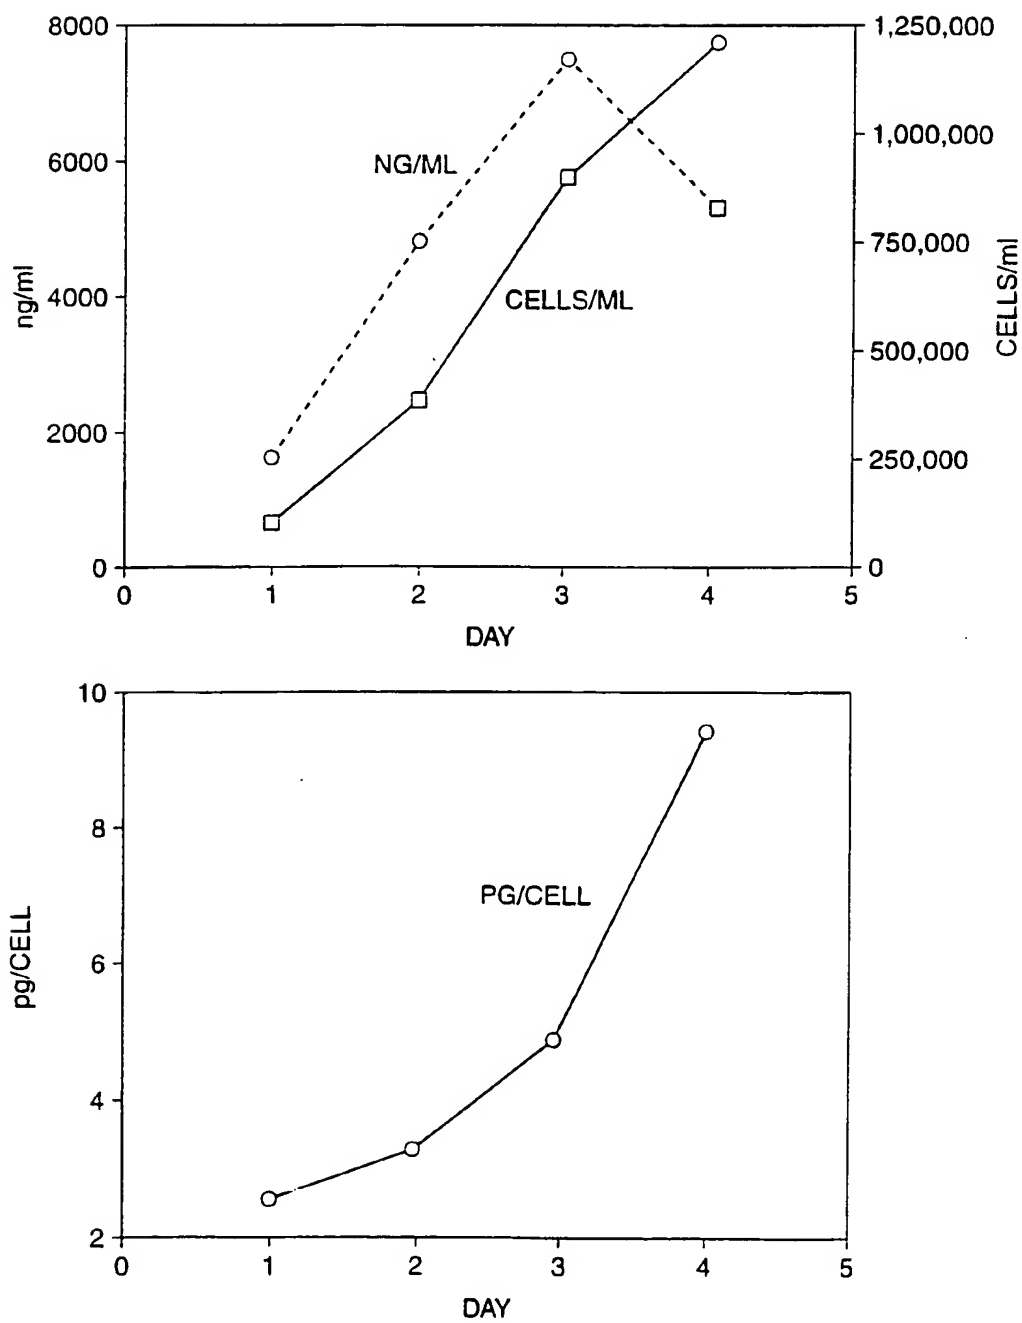 8000
1,250,000
1,000,000
NG/ML
6000
750,000
ng/ml
4000
CELLS/ML
CELLS/ml
500,000
2000
250,000
0
0
0 1 2 3 4 5
DAY
10
8
PG/CELL
6
pg/CELL
4
2
0 1 2 3 4 5
DAY